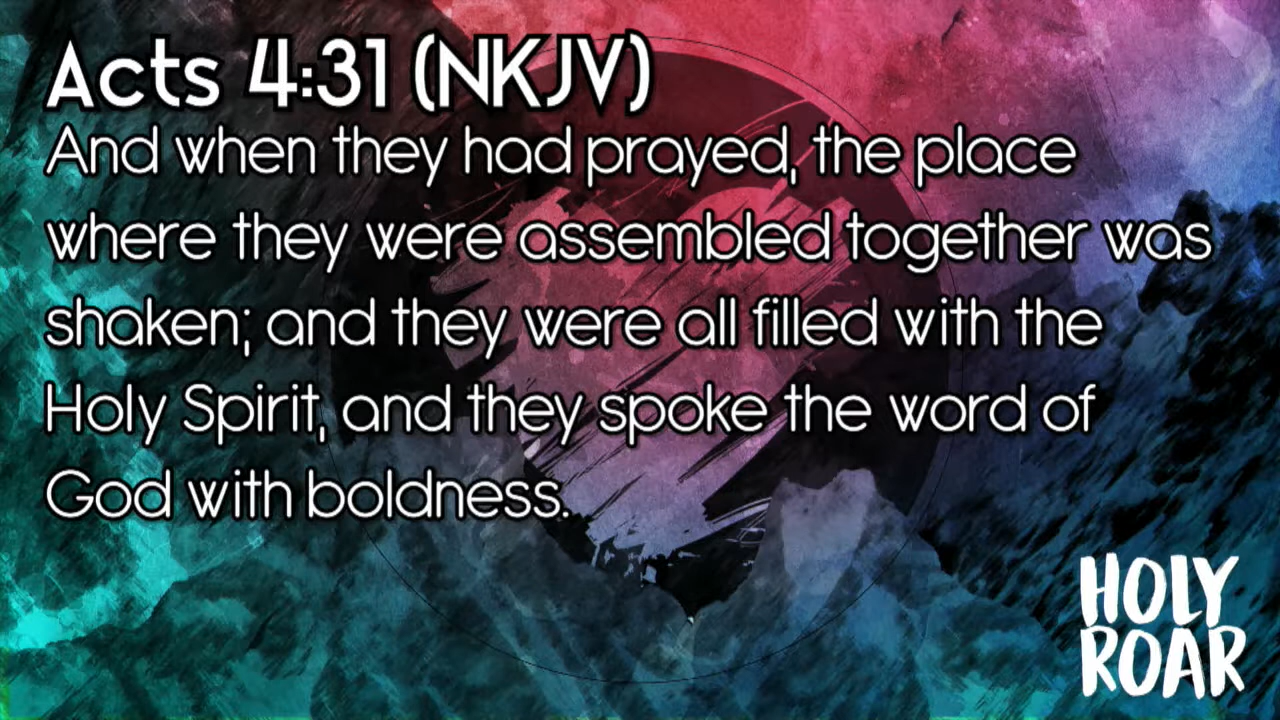 Acts 4:31 (NKJV)
And when they had prayed, the place
where they were assembled together was
shaken; and they were all filled with the
Holy Spirit, and they spoke the word of
God with boldness.
HOLY
ROAR